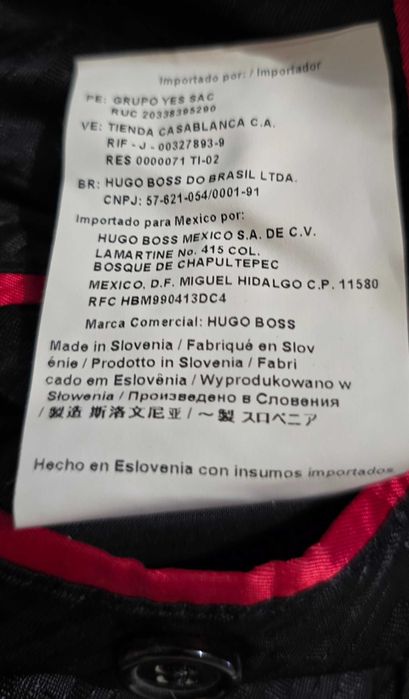 Importado por: / Importador
PE: GRUPO YES SAC
RUC 20338395290
VE: TIENDA CASABLANCA C.A.
RIF - J - 00327893-9
RES 0000071 TI-02
BR: HUGO BOSS DO BRASIL LTDA.
CNPJ: 57-621-054/0001-91
Importado para Mexico por:
HUGO BOSS MEXICO S.A. DE C.V.
LAMARTINE No. 415 COL.
BOSQUE DE CHAPULTEPEC
MEXICO. D.F. MIGUEL HIDALGO C.P. 11580
RFC HBM990413DC4
Marca Comercial: HUGO BOSS
Made in Slovenia / Fabriqué en Slov
énie / Prodotto in Slovenia / Fabri
cado em Eslovênia / Wyprodukowano w
Słowenia / Произведено в Словения
/ 製造 斯洛文尼亚 / ～製 スロベニア
Hecho en Eslovenia con insumos importados